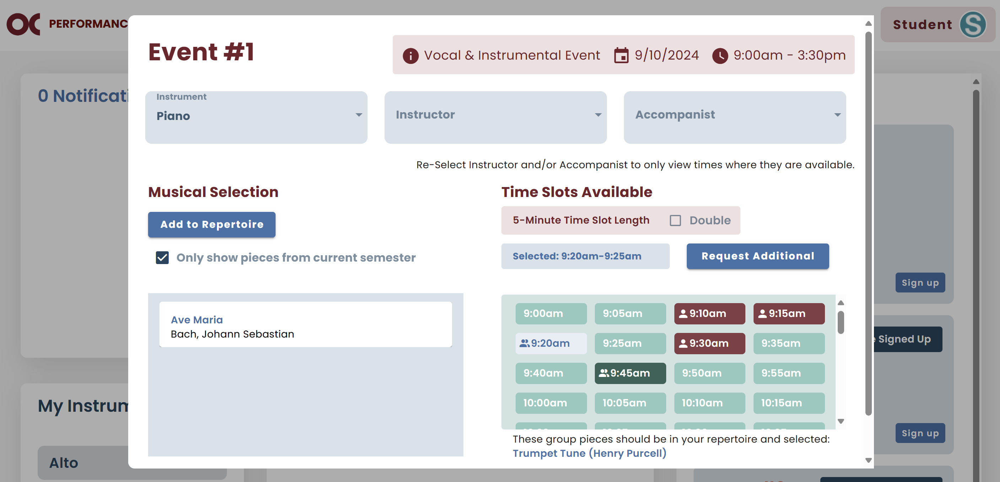 OC PERFORMANC
Student S
Event #1
Vocal & Instrumental Event 9/10/2024 9:00am - 3:30pm
0 Notificati
Instrument
Piano
Instructor
Accompanist
Re-Select Instructor and/or Accompanist to only view times where they are available.
Musical Selection
Add to Repertoire
Only show pieces from current semester
Ave Maria
Bach, Johann Sebastian
Time Slots Available
5-Minute Time Slot Length Double
Selected: 9:20am-9:25am Request Additional
9:00am 9:05am 9:10am 9:15am
9:20am 9:25am 9:30am 9:35am
9:40am 9:45am 9:50am 9:55am
10:00am 10:05am 10:10am 10:15am
These group pieces should be in your repertoire and selected:
Trumpet Tune (Henry Purcell)
Sign up
Signed Up
Sign up
My Instrum
Alto